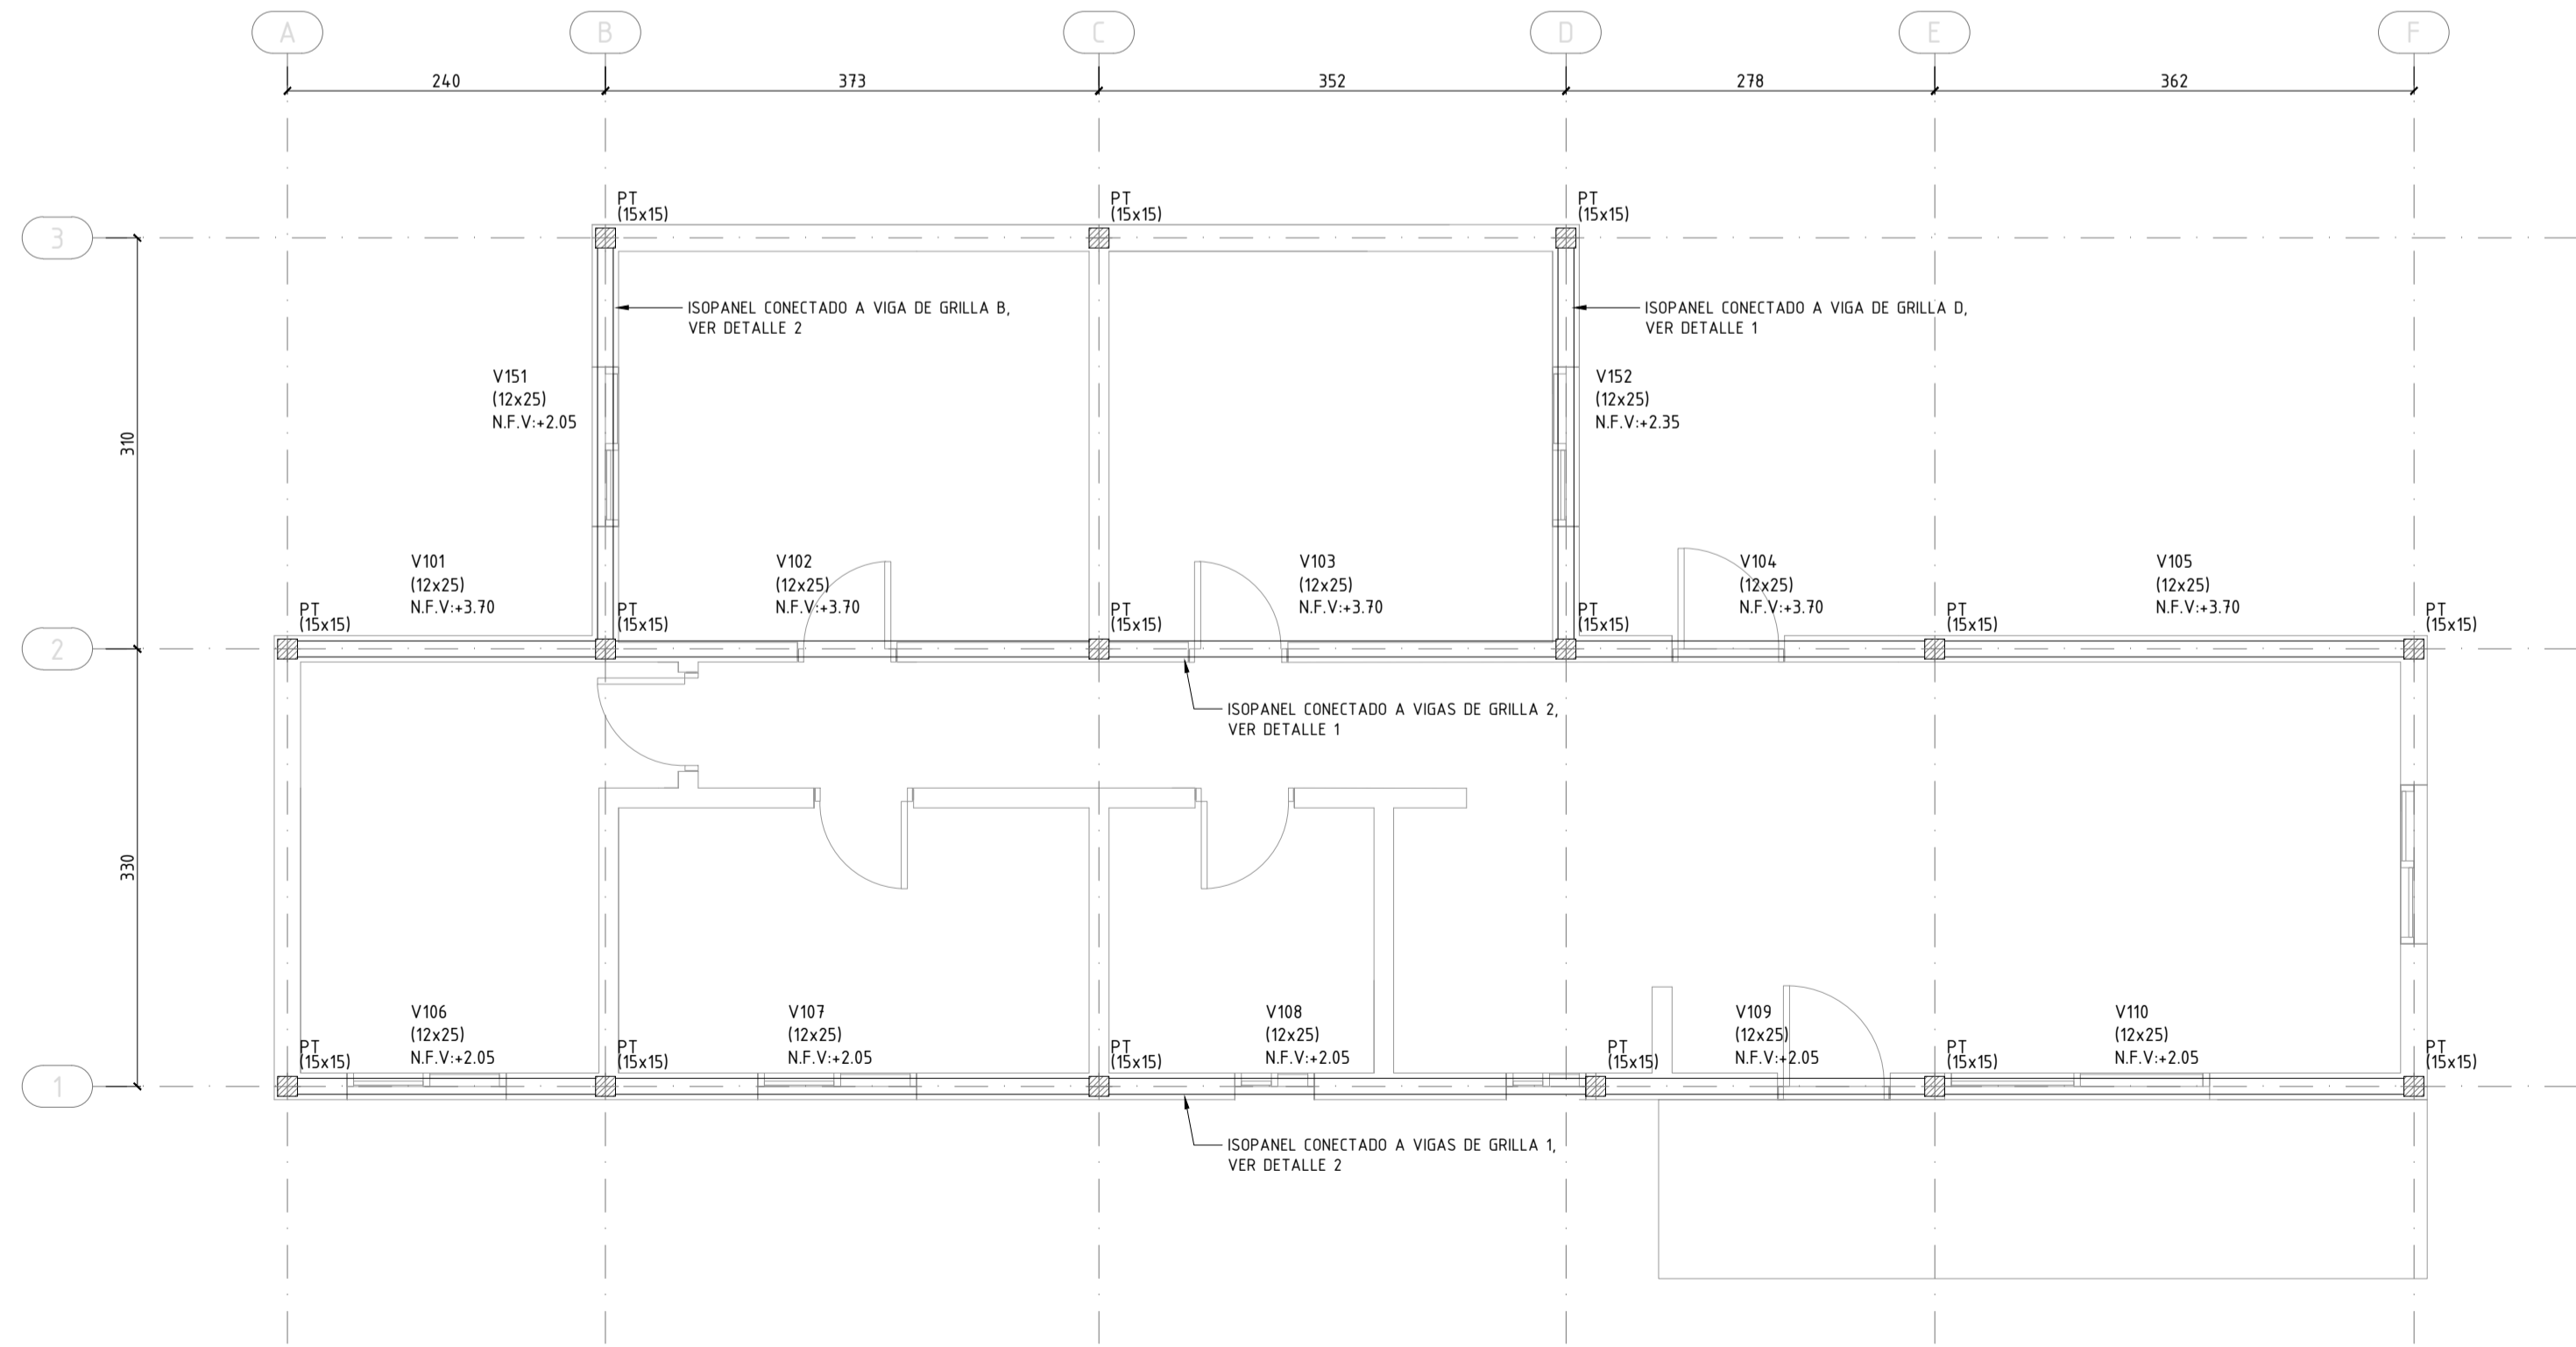 A
B
C
D
E
F
240
373
352
278
362
PT
(15x15)
PT
(15x15)
PT
(15x15)
3
ISOPANEL CONECTADO A VIGA DE GRILLA B,
VER DETALLE 2
ISOPANEL CONECTADO A VIGA DE GRILLA D,
VER DETALLE 1
V151
(12x25)
N.F.V:+2.05
V152
(12x25)
N.F.V:+2.35
310
V101
(12x25)
N.F.V:+3.70
V102
(12x25)
N.F.V:+3.70
V103
(12x25)
N.F.V:+3.70
V104
(12x25)
N.F.V:+3.70
V105
(12x25)
N.F.V:+3.70
PT
(15x15)
PT
(15x15)
PT
(15x15)
PT
(15x15)
PT
(15x15)
PT
(15x15)
2
ISOPANEL CONECTADO A VIGAS DE GRILLA 2,
VER DETALLE 1
330
V106
(12x25)
N.F.V:+2.05
V107
(12x25)
N.F.V:+2.05
V108
(12x25)
N.F.V:+2.05
V109
(12x25)
N.F.V:+2.05
V110
(12x25)
N.F.V:+2.05
PT
(15x15)
PT
(15x15)
PT
(15x15)
PT
(15x15)
PT
(15x15)
PT
(15x15)
1
ISOPANEL CONECTADO A VIGAS DE GRILLA 1,
VER DETALLE 2